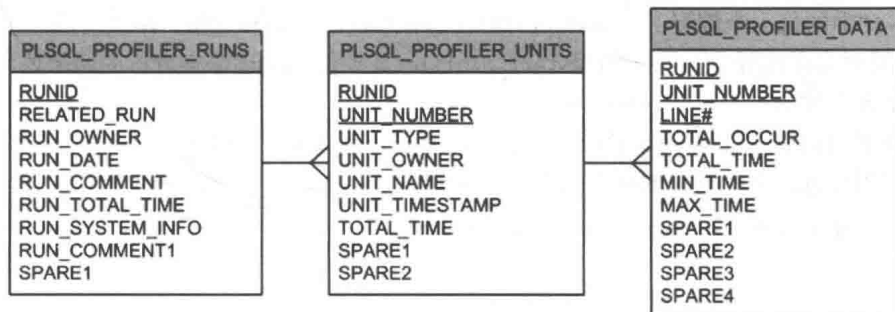 PLSQL_PROFILER_RUNS
RUNID
RELATED_RUN
RUN_OWNER
RUN_DATE
RUN_COMMENT
RUN_TOTAL_TIME
RUN_SYSTEM_INFO
RUN_COMMENT1
SPARE1
PLSQL_PROFILER_UNITS
RUNID
UNIT_NUMBER
UNIT_TYPE
UNIT_OWNER
UNIT_NAME
UNIT_TIMESTAMP
TOTAL_TIME
SPARE1
SPARE2
PLSQL_PROFILER_DATA
RUNID
UNIT_NUMBER
LINE#
TOTAL_OCCUR
TOTAL_TIME
MIN_TIME
MAX_TIME
SPARE1
SPARE2
SPARE3
SPARE4